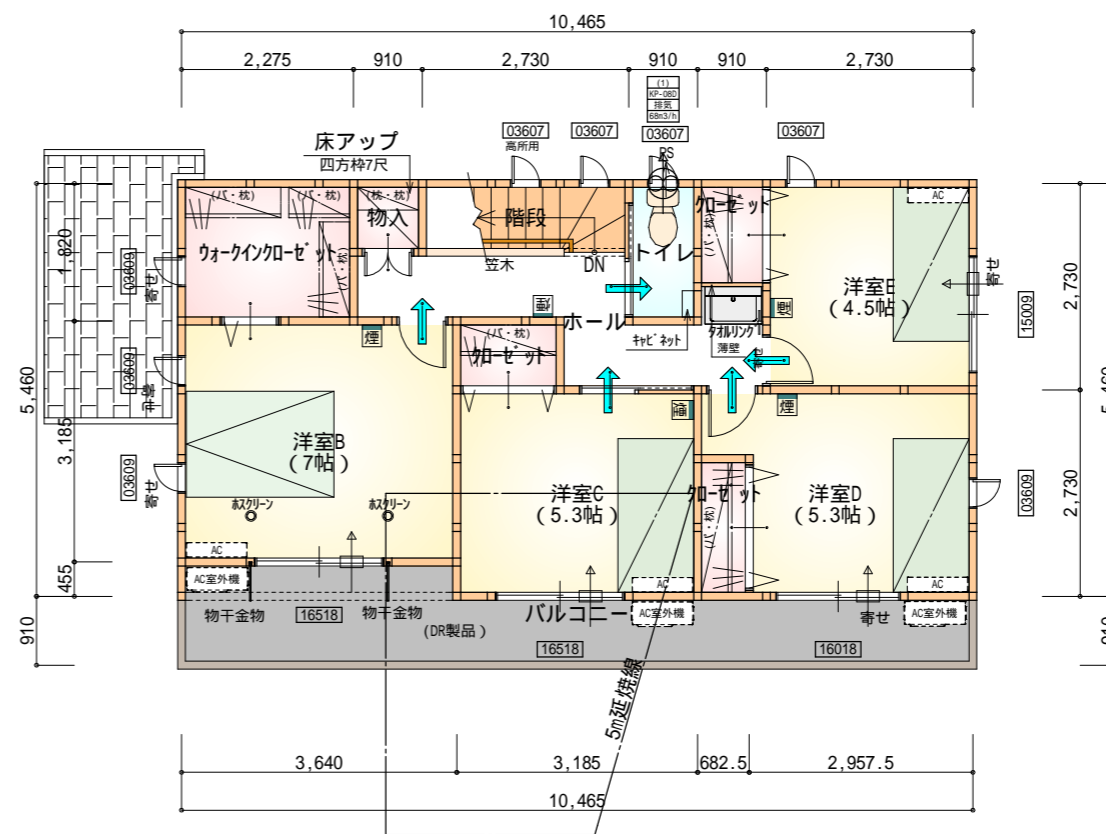 10,465
2,275
910
2,730
910
910
2,730
(1)
KP-08D
排気
68m3/h
03607
高所用
03607
03607
03607
PS
床アップ
四方枠7尺
(パ・枕)
(パ・枕)
(枕・枕)
物入
階段
クローゼット
(パ・枕)
AC
ウォークインクローゼット
(パ・枕)
笠木
DN
トイレ
洋室E
(4.5帖)
寄せ
15009
03609
寄せ
1,820
2,730
煙
ホール
キャビネット
タオルリング
薄壁
寄せ
煙
煙
(パ・枕)
クローゼット
5,460
03609
3,185
03609
寄せ
洋室B
(7帖)
煙
煙
洋室C
(5.3帖)
クローゼット
(パ・枕)
洋室D
(5.3帖)
03609
2,730
ホスクリーン
ホスクリーン
AC
AC室外機
AC
AC
455
物干金物
16518
物干金物
バルコニー
AC室外機
寄せ
AC室外機
(DR製品)
16518
16018
910
5m延焼線
3,640
3,185
682.5
2,957.5
10,465